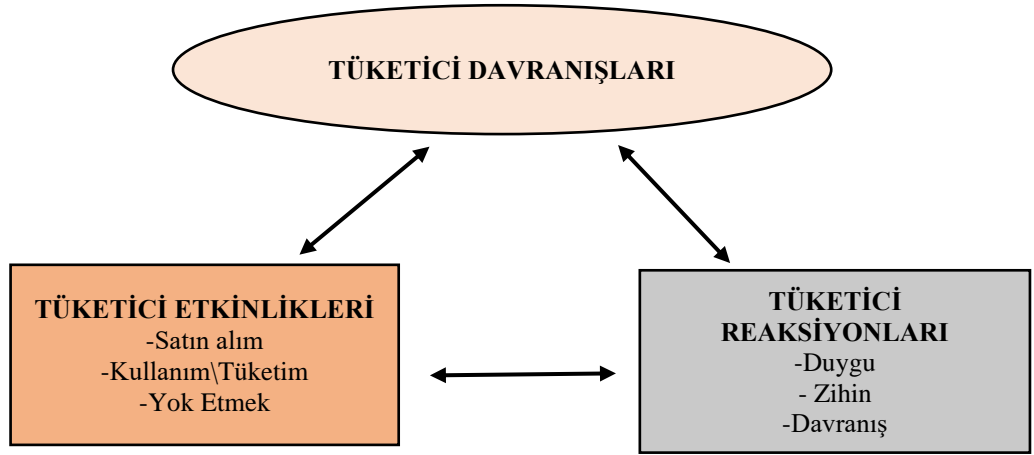 TÜKETİCİ DAVRANIŞLARI
TÜKETİCİ ETKİNLİKLERİ
-Satın alım
-Kullanım\Tüketim
-Yok Etmek
TÜKETİCİ
REAKSİYONLARI
-Duygu
- Zihin
-Davranış